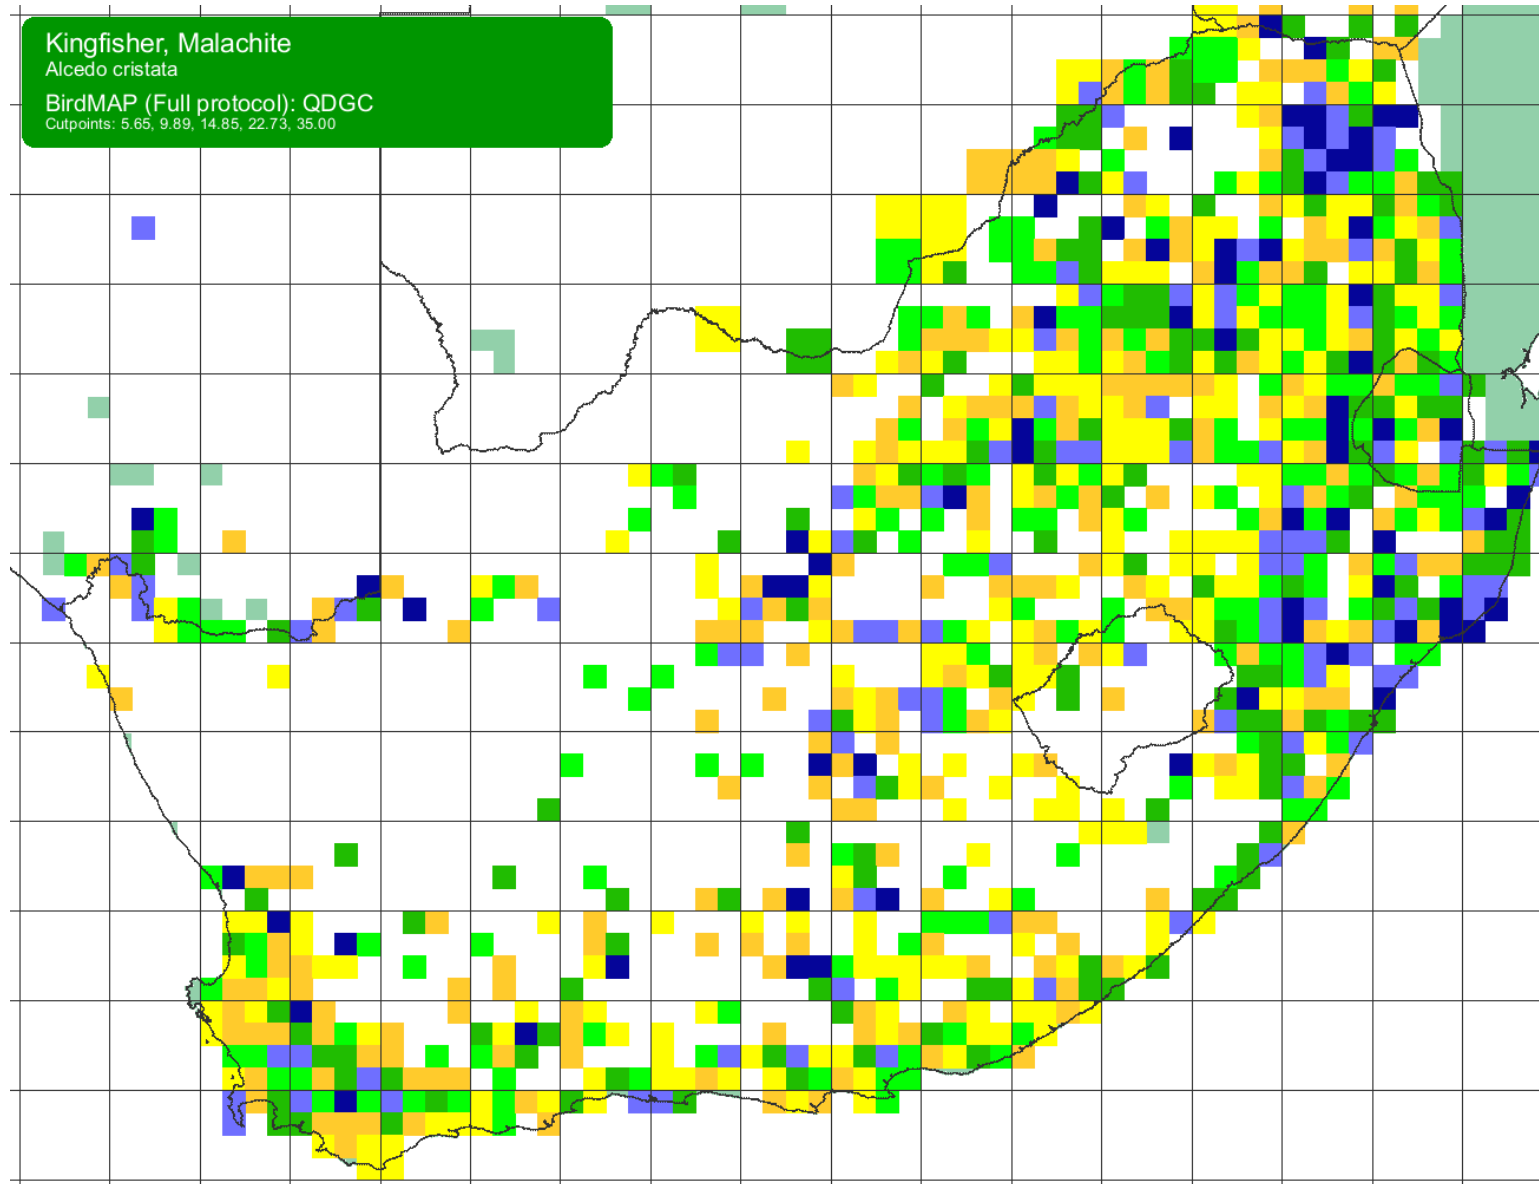 Kingfisher, Malachite
Alcedo cristata
BirdMAP (Full protocol): QDGC
Cutpoints: 5.65, 9.89, 14.85, 22.73, 35.00